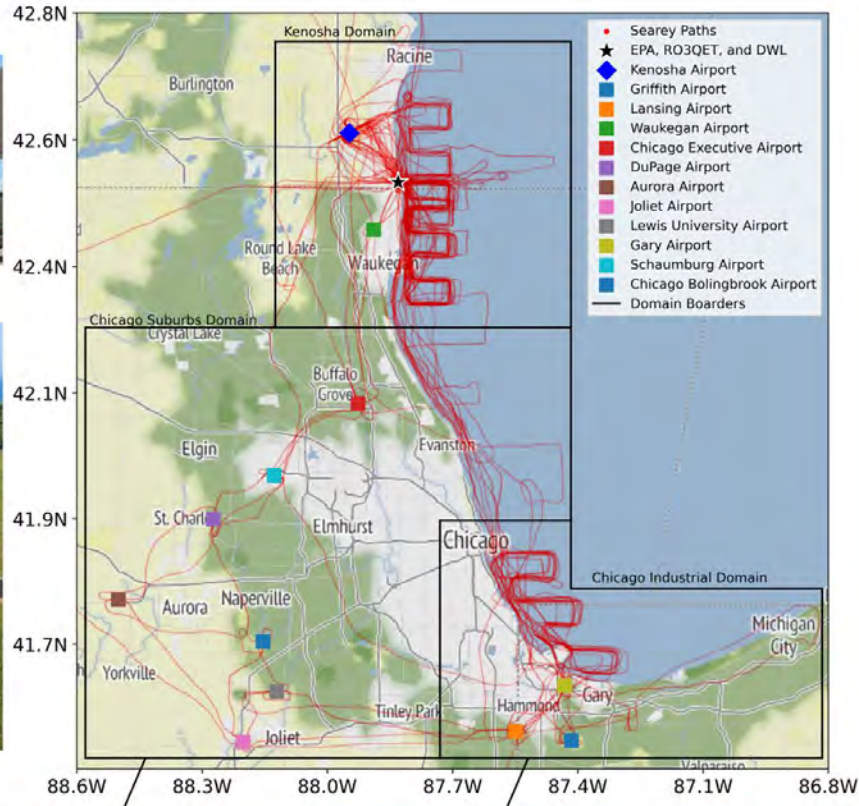 42.8N
42.6N
42.4N
42.1N
41.9N
41.7N
88.6W
88.3W
88.0W
87.7W
87.4W
87.1W
86.8W
Kenosha Domain
Racine
Burlington
Round Lake
Beach
Waukegan
Chicago Suburbs Domain
Crystal Lake
Buffalo
Grove
Elgin
Evanston
St. Charl
Elmhurst
Chicago
Chicago Industrial Domain
Naperville
Aurora
Michigan
City
Yorkville
Gary
Hammond
Tinley Park
Joliet
Valparaiso
Searey Paths
EPA, RO3QET, and DWL
Kenosha Airport
Griffith Airport
Lansing Airport
Waukegan Airport
Chicago Executive Airport
DuPage Airport
Aurora Airport
Joliet Airport
Lewis University Airport
Gary Airport
Schaumburg Airport
Chicago Bolingbrook Airport
Domain Boarders